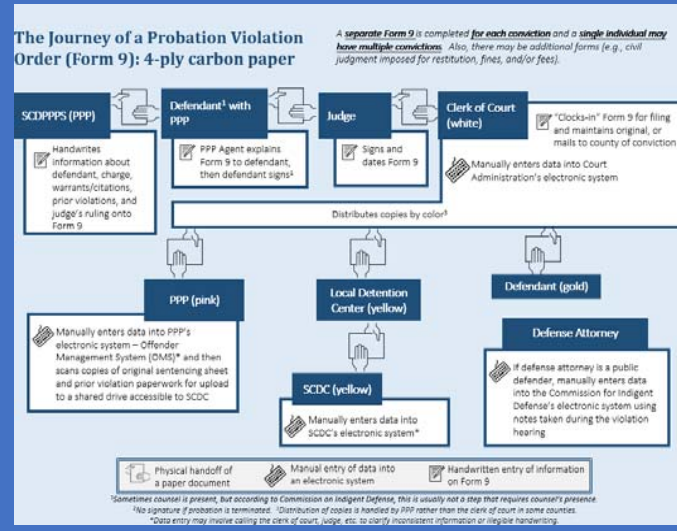 The Journey of a Probation Violation
Order (Form 9): 4-ply carbon paper
A separate Form 9 is completed for each conviction and a single individual may
have multiple convictions. Also, there may be additional forms (e.g., civil
judgment imposed for restitution, fines, and/or fees).
SCDPPPS (PPP)
Handwrites
information about
defendant, charge,
warrants/citations,
prior violations, and
judge's ruling onto
Form 9
Defendant¹ with
PPP
PPP Agent explains
Form 9 to defendant,
then defendant signs²
Judge
Signs and
dates Form 9
Clerk of Court
(white)
"Clocks-in" Form 9 for filing
and maintains original, or
mails to county of conviction
Manually enters data into Court
Administration's electronic system
Distributes copies by color³
PPP (pink)
Manually enters data into PPP's
electronic system – Offender
Management System (OMS)* and then
scans copies of original sentencing sheet
and prior violation paperwork for upload
to a shared drive accessible to SCDC
Local Detention
Center (yellow)
SCDC (yellow)
Manually enters data into
SCDC's electronic system*
Defendant (gold)
Defense Attorney
If defense attorney is a public
defender, manually enters data
into the Commission for Indigent
Defense's electronic system using
notes taken during the violation
hearing
Physical handoff of
a paper document
Manual entry of data into
an electronic system
Handwritten entry of information
on Form 9
¹Sometimes counsel is present, but according to Commission on Indigent Defense, this is usually not a step that requires counsel's presence.
²No signature if probation is terminated. ³Distribution of copies is handled by PPP rather than the clerk of court in some counties.
*Data entry may involve calling the clerk of court, judge, etc. to clarify inconsistent information or illegible handwriting.